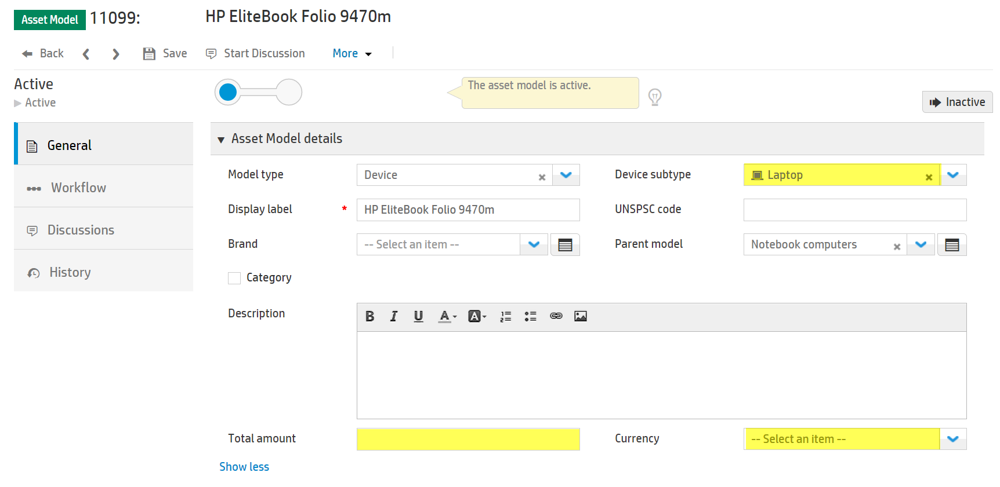 Asset Model 11099: HP EliteBook Folio 9470m
Back Save Start Discussion More
Active
Active
The asset model is active.
Inactive
General
Workflow
Discussions
History
Asset Model details
Model type Device Device subtype Laptop
Display label * HP EliteBook Folio 9470m UNSPSC code
Brand -- Select an item -- Parent model Notebook computers
Category
Description
B I U A A
Total amount Currency -- Select an item --
Show less